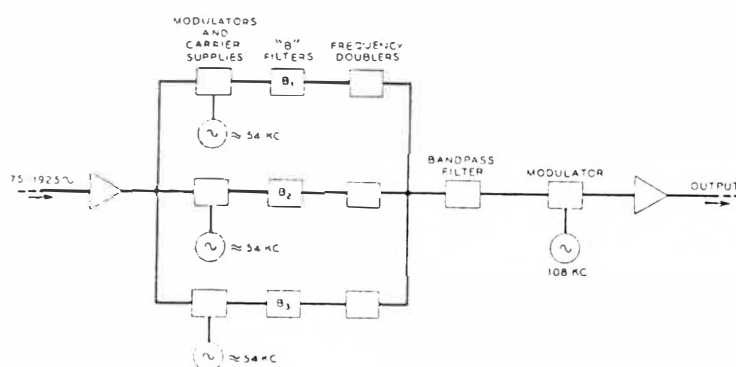 MODULATORS
AND
CARRIER
SUPPLIES
"B"
FILTERS
FREQUENCY
DOUBLERS
B₁
≈ 54 KC
75 1925∿
B₂
≈ 54 KC
BANDPASS
FILTER
MODULATOR
108 KC
OUTPUT
B₃
≈ 54 KC